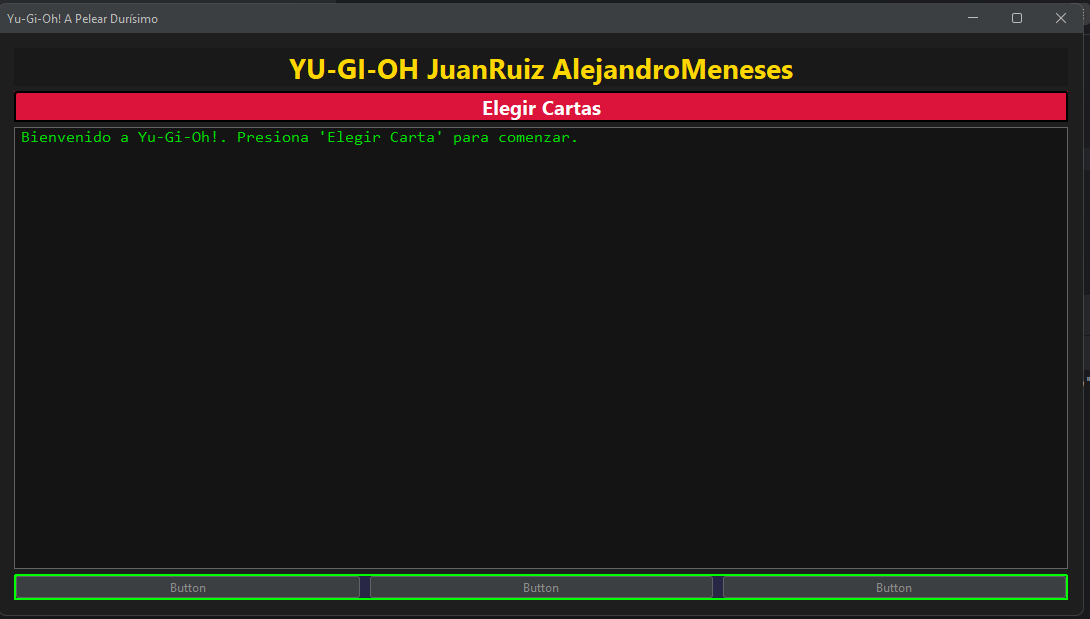 Yu-Gi-Oh! A Pelear Durísimo
YU-GI-OH JuanRuiz AlejandroMeneses
Elegir Cartas
Bienvenido a Yu-Gi-Oh!. Presiona 'Elegir Carta' para comenzar.
Button Button Button